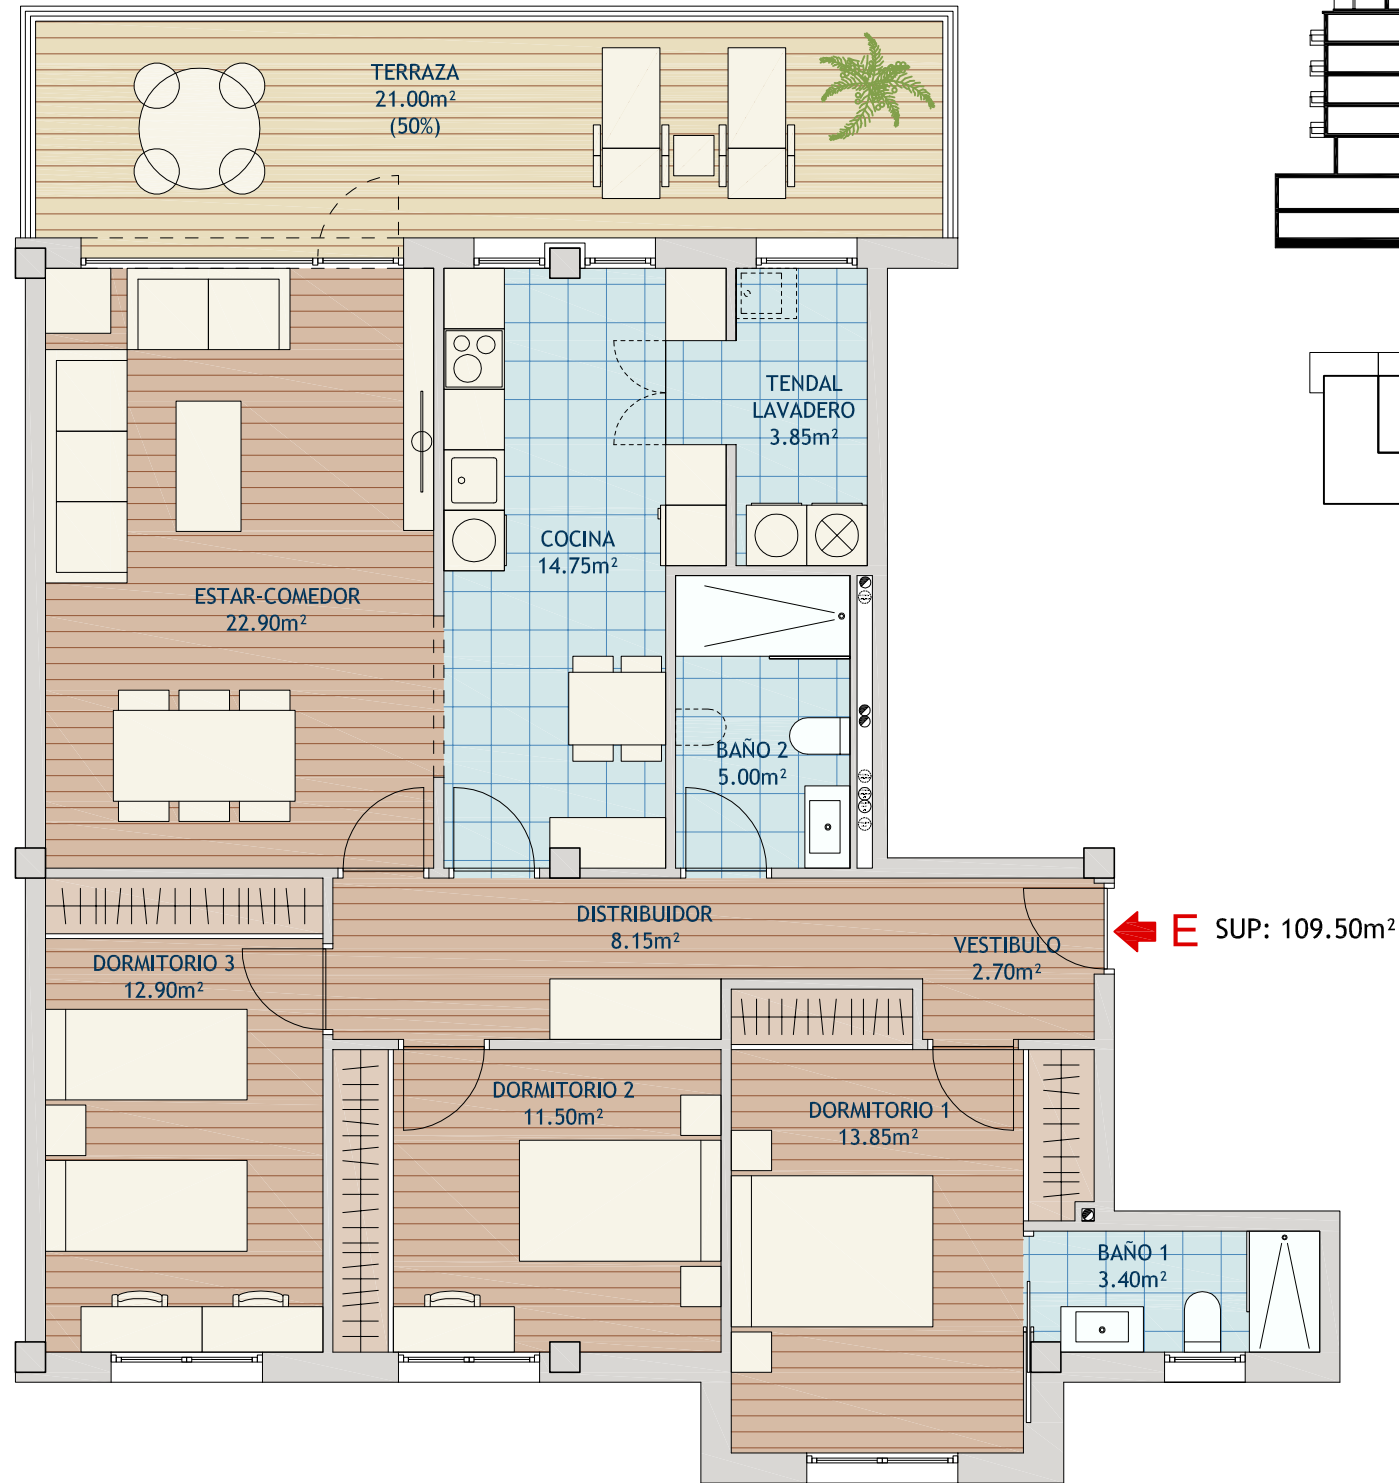 TERRAZA
21.00m²
(50%)
TENDAL
LAVADERO
3.85m²
COCINA
14.75m²
ESTAR-COMEDOR
22.90m²
BAÑO 2
5.00m²
DISTRIBUIDOR
8.15m²
VESTIBULO
2.70m²
E SUP: 109.50m²
DORMITORIO 3
12.90m²
DORMITORIO 2
11.50m²
DORMITORIO 1
13.85m²
BAÑO 1
3.40m²